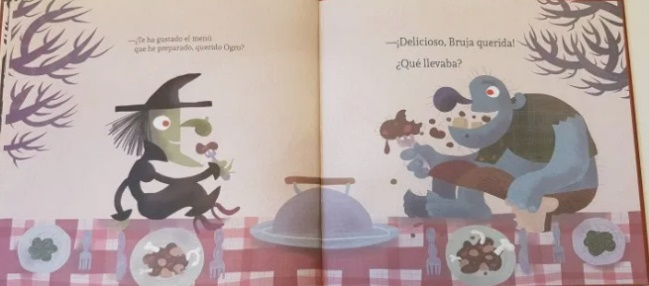 —¿Te ha gustado el menú
que he preparado, querido Ogro?
—¡Delicioso, Bruja querida!
¿Qué llevaba?